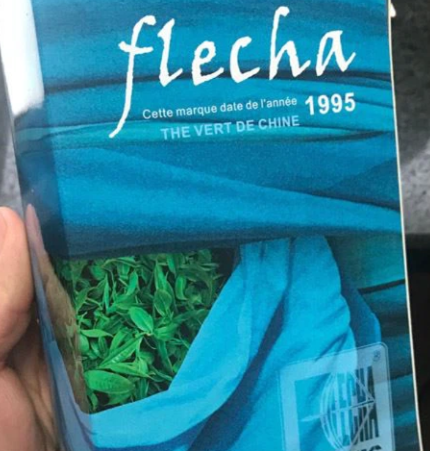 flecha
Cette marque date de l'année 1995
THE VERT DE CHINE